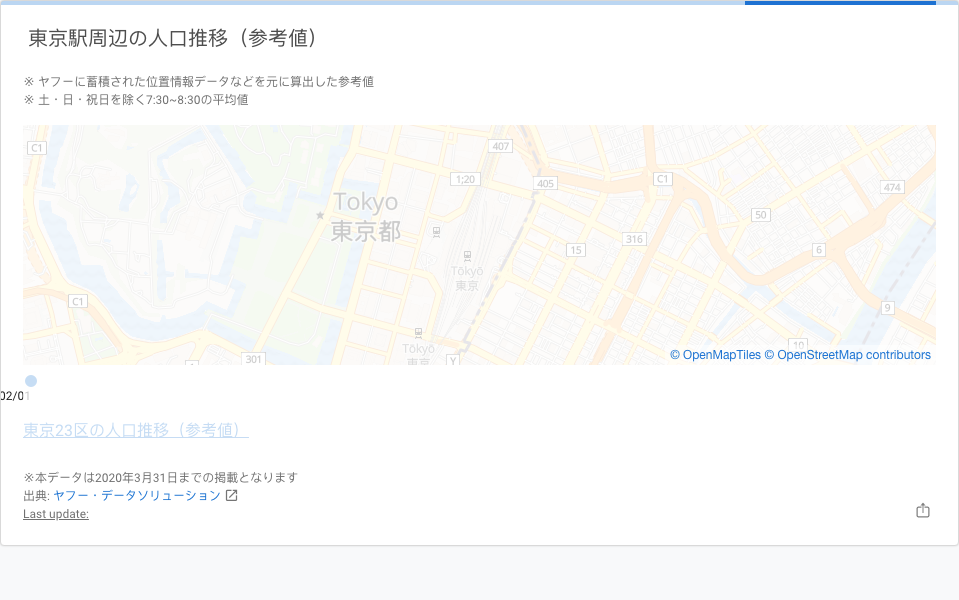 東京駅周辺の人口推移（参考値）
※ ヤフーに蓄積された位置情報データなどを元に算出した参考値
※ 土・日・祝日を除く7:30~8:30の平均値
C1
407
1;20
405
C1
474
Tokyo
東京都
50
316
15
6
Tōkyō
東京
C1
9
10
301
Tōkyō
東京
Y
© OpenMapTiles © OpenStreetMap contributors
02/01
東京23区の人口推移（参考値）
※本データは2020年3月31日までの掲載となります
出典: ヤフー・データソリューション
Last update: